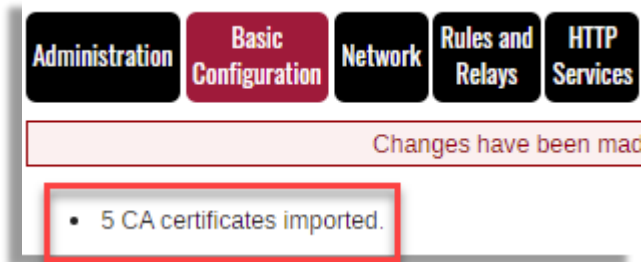 Administration
Basic Configuration
Network
Rules and Relays
HTTP Services
Changes have been mad
• 5 CA certificates imported.